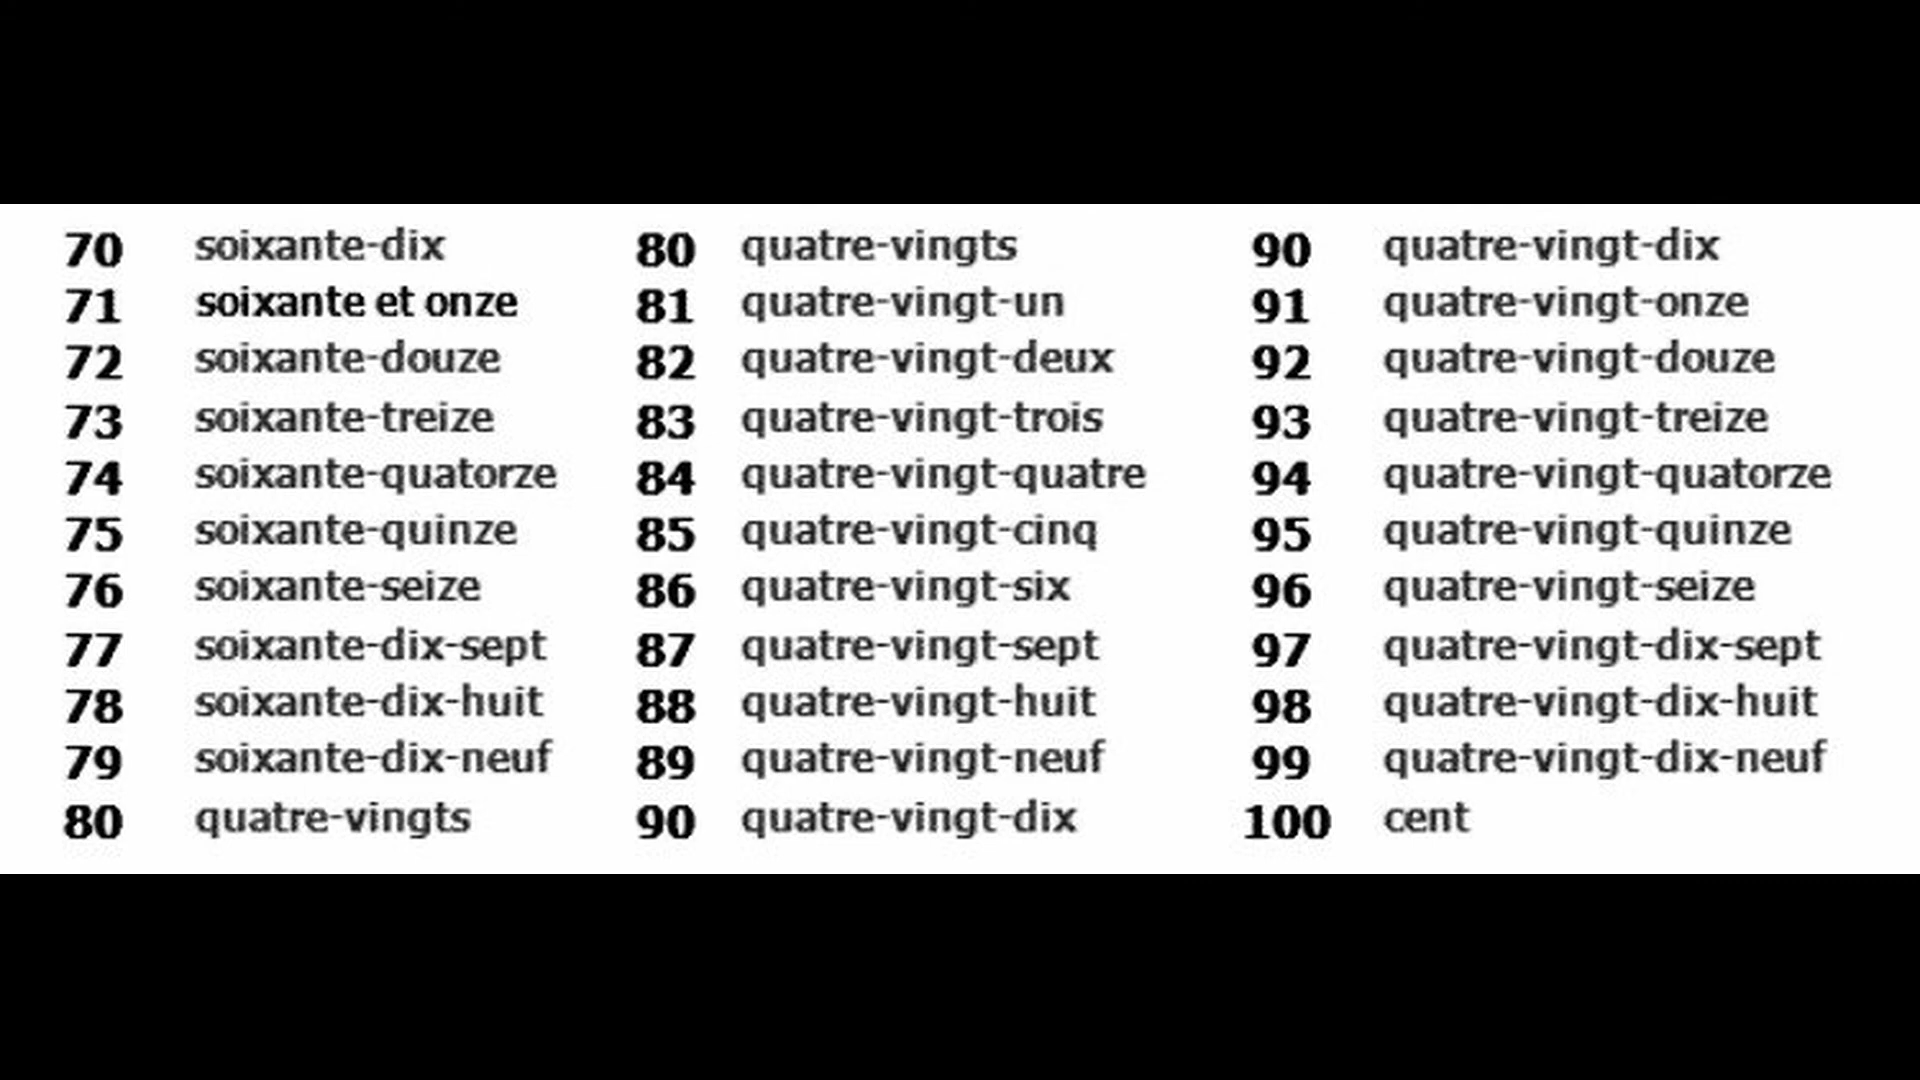 70 soixante-dix 80 quatre-vingts 90 quatre-vingt-dix
71 soixante et onze 81 quatre-vingt-un 91 quatre-vingt-onze
72 soixante-douze 82 quatre-vingt-deux 92 quatre-vingt-douze
73 soixante-treize 83 quatre-vingt-trois 93 quatre-vingt-treize
74 soixante-quatorze 84 quatre-vingt-quatre 94 quatre-vingt-quatorze
75 soixante-quinze 85 quatre-vingt-cinq 95 quatre-vingt-quinze
76 soixante-seize 86 quatre-vingt-six 96 quatre-vingt-seize
77 soixante-dix-sept 87 quatre-vingt-sept 97 quatre-vingt-dix-sept
78 soixante-dix-huit 88 quatre-vingt-huit 98 quatre-vingt-dix-huit
79 soixante-dix-neuf 89 quatre-vingt-neuf 99 quatre-vingt-dix-neuf
80 quatre-vingts 90 quatre-vingt-dix 100 cent